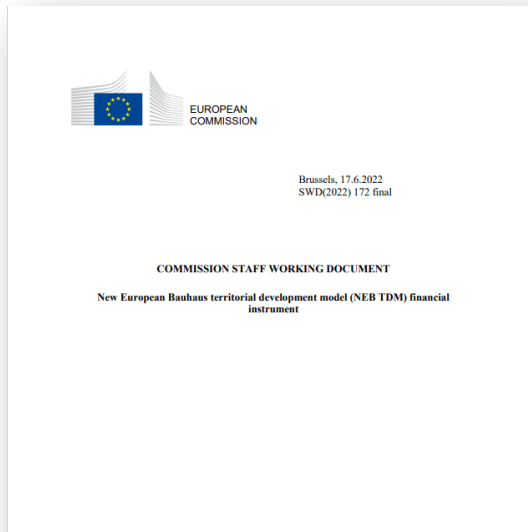 EUROPEAN
COMMISSION
Brussels, 17.6.2022
SWD(2022) 172 final
COMMISSION STAFF WORKING DOCUMENT
New European Bauhaus territorial development model (NEB TDM) financial
instrument